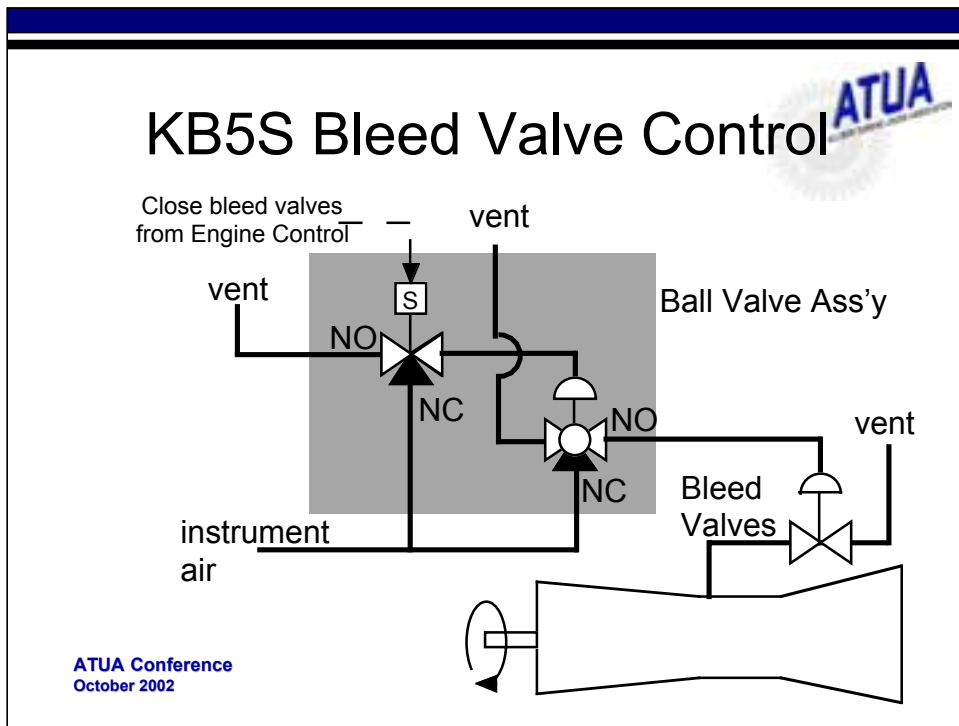 ATUA
KB5S Bleed Valve Control
Close bleed valves
from Engine Control
vent
vent
S
Ball Valve Ass'y
NO
NC
NO
vent
NC
Bleed
Valves
instrument
air
ATUA Conference
October 2002